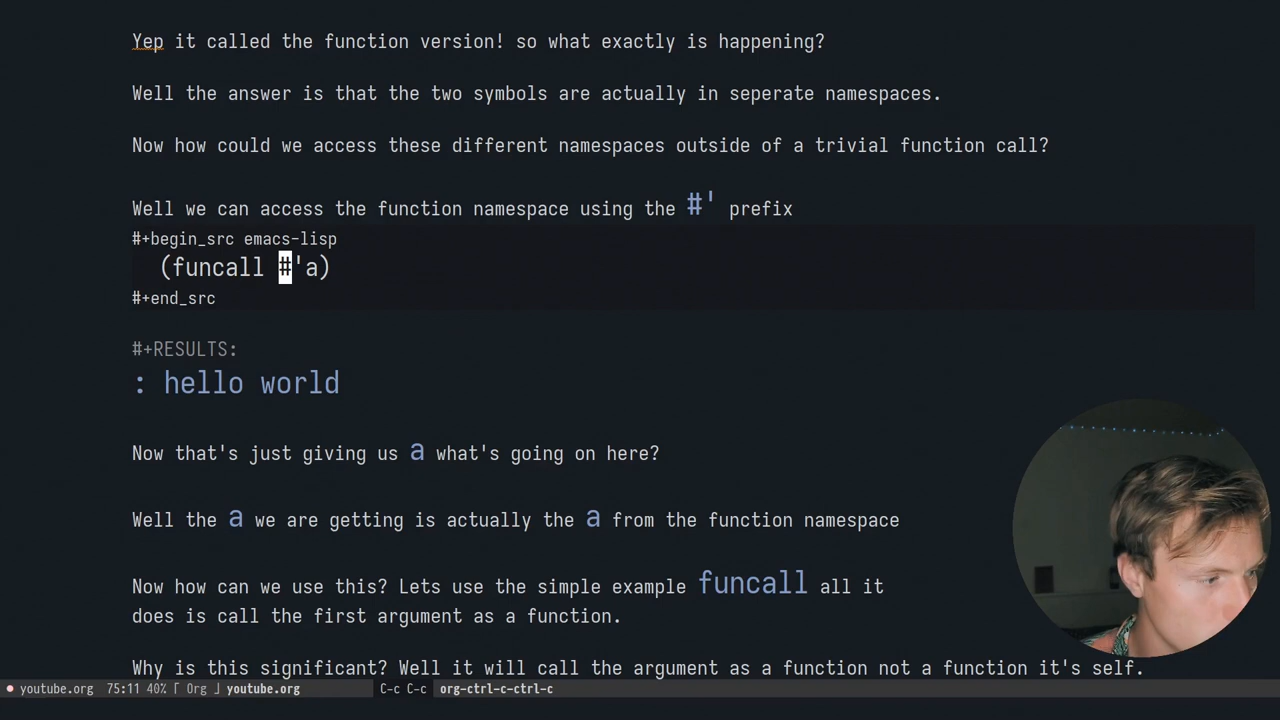 Yep it called the function version! so what exactly is happening?
Well the answer is that the two symbols are actually in seperate namespaces.
Now how could we access these different namespaces outside of a trivial function call?
Well we can access the function namespace using the #' prefix
#+begin_src emacs-lisp
(funcall #'a)
#+end_src
#+RESULTS:
: hello world
Now that's just giving us a what's going on here?
Well the a we are getting is actually the a from the function namespace
Now how can we use this? Lets use the simple example funcall all it
does is call the first argument as a function.
Why is this significant? Well it will call the argument as a function not a function it's self.
youtube.org 75:11 40% ｢ Org ｣ youtube.org C-c C-c org-ctrl-c-ctrl-c